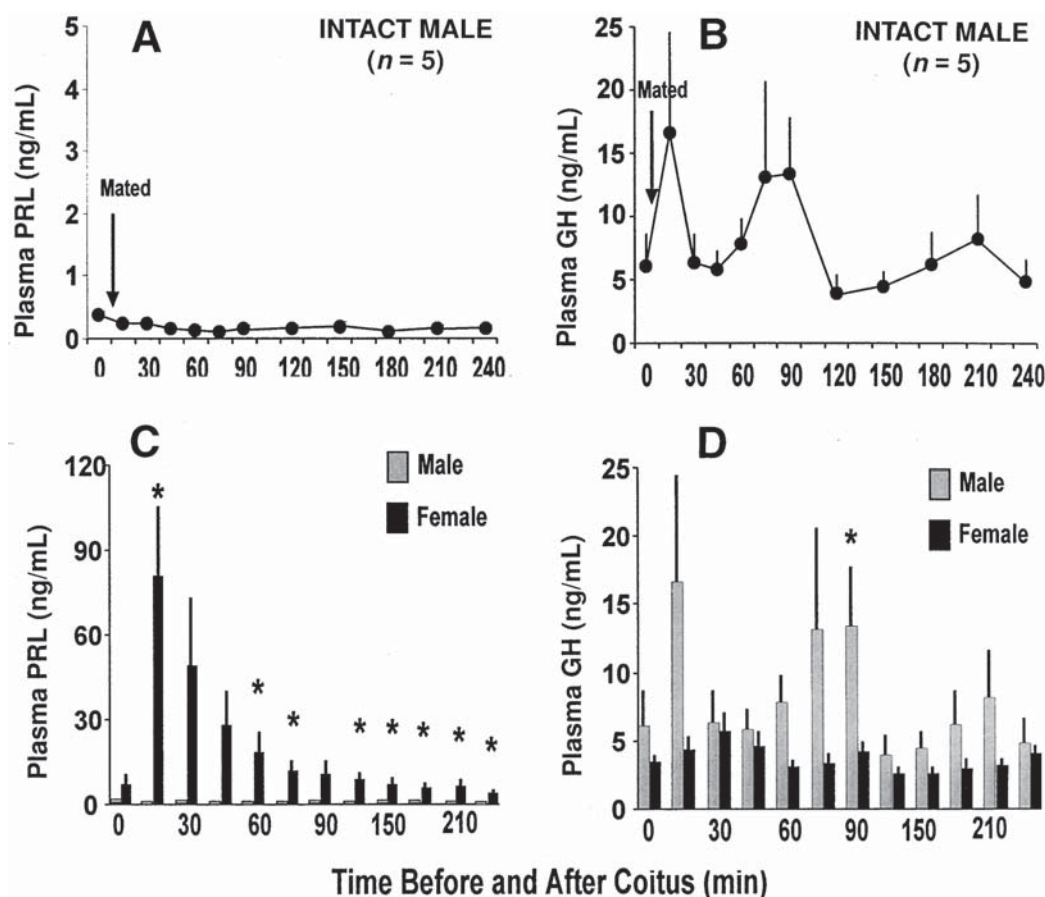 A
INTACT MALE
(n = 5)
Plasma PRL (ng/mL)
5
4
3
2
1
0
Mated
0 30 60 90 120 150 180 210 240
B
INTACT MALE
(n = 5)
Plasma GH (ng/mL)
25
20
15
10
5
0
Mated
0 30 60 90 120 150 180 210 240
C
Male
Female
Plasma PRL (ng/mL)
120
90
60
30
0
*
*
*
*
*
*
*
*
0 30 60 90 150 210
D
Male
Female
Plasma GH (ng/mL)
25
20
15
10
5
0
*
0 30 60 90 150 210
Time Before and After Coitus (min)